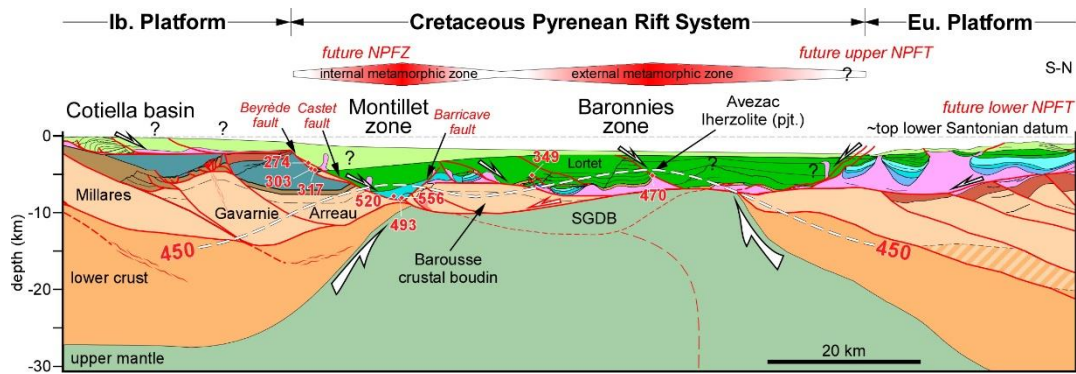 Ib. Platform
Cretaceous Pyrenean Rift System
Eu. Platform
future NPFZ
future upper NPFT
internal metamorphic zone
external metamorphic zone
?
S-N
Cotiella basin
Beyrède fault
Castet fault
Montillet zone
Barricave fault
Baronnies zone
Avezac lherzolite (pjt.)
future lower NPFT
~top lower Santonian datum
0
-10
-20
-30
depth (km)
?
?
?
?
?
274
303
317
349
Lortet
Millares
Gavarnie
Arreau
520
556
470
493
SGDB
450
450
Barousse crustal boudin
lower crust
upper mantle
20 km